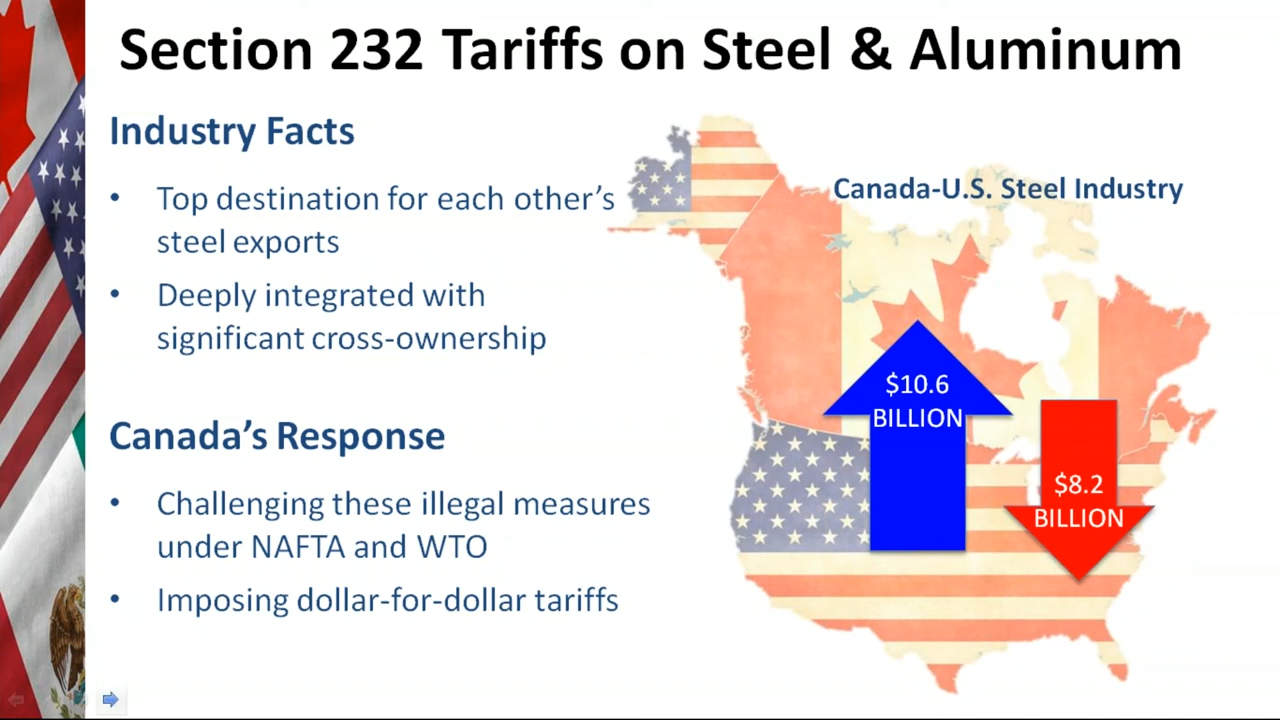 Section 232 Tariffs on Steel & Aluminum
Industry Facts
• Top destination for each other’s
steel exports
• Deeply integrated with
significant cross-ownership
Canada’s Response
• Challenging these illegal measures
under NAFTA and WTO
• Imposing dollar-for-dollar tariffs
Canada-U.S. Steel Industry
$10.6
BILLION
$8.2
BILLION